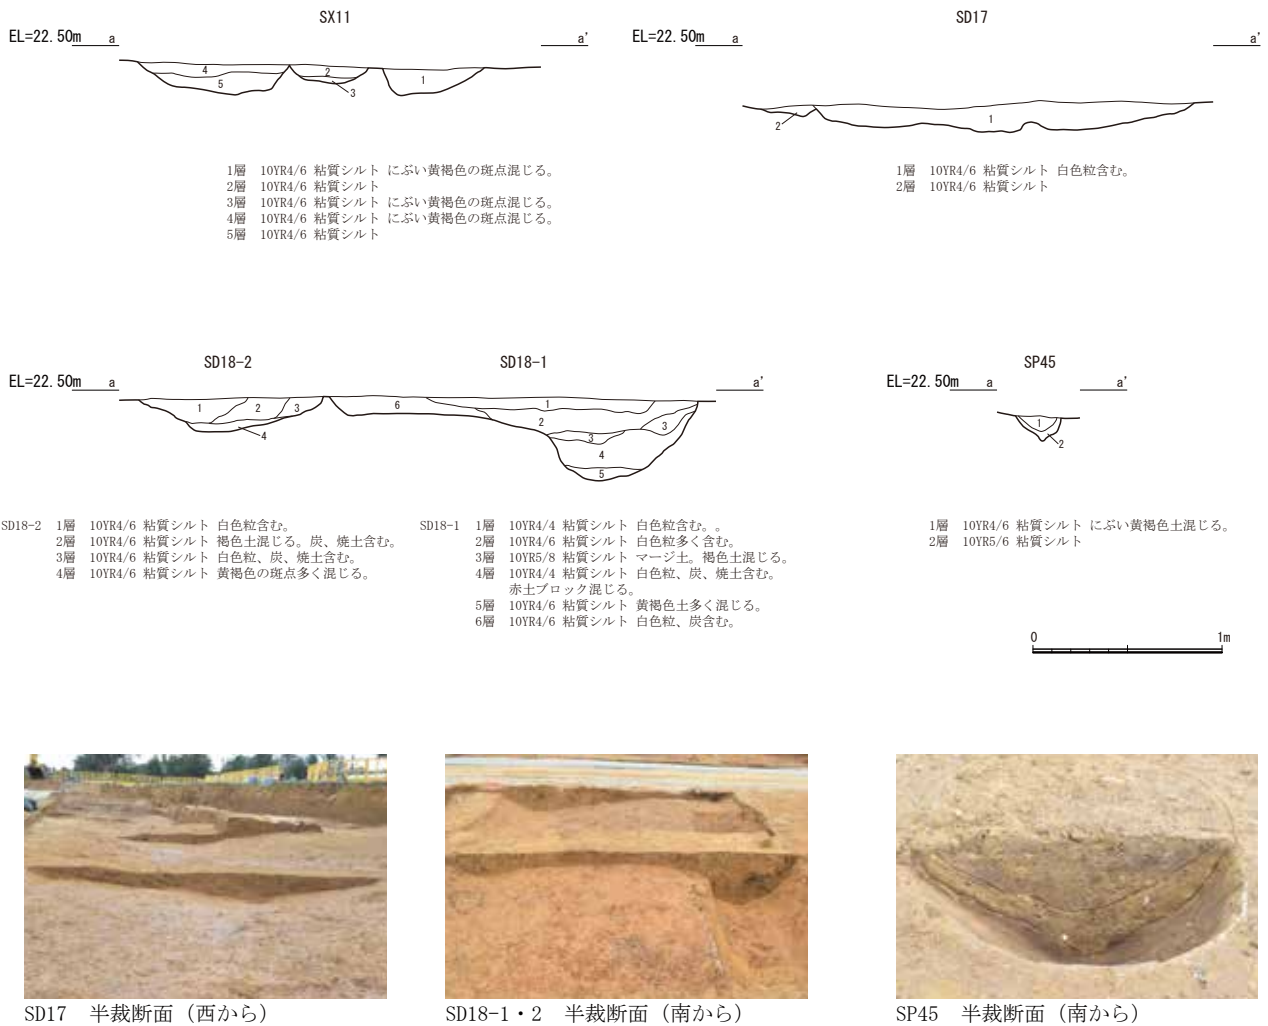 SX11
EL=22.50m a a'
4
2
1
5
3
1層 10YR4/6 粘質シルト にぶい黄褐色の斑点混じる。
2層 10YR4/6 粘質シルト
3層 10YR4/6 粘質シルト にぶい黄褐色の斑点混じる。
4層 10YR4/6 粘質シルト にぶい黄褐色の斑点混じる。
5層 10YR4/6 粘質シルト
SD17
EL=22.50m a a'
1
2
1層 10YR4/6 粘質シルト 白色粒含む。
2層 10YR4/6 粘質シルト
SD18-2 SD18-1
EL=22.50m a a'
1 2 3 6 1
2 3
4 3
4
5
SD18-2 1層 10YR4/6 粘質シルト 白色粒含む。
2層 10YR4/6 粘質シルト 褐色土混じる。炭、焼土含む。
3層 10YR4/6 粘質シルト 白色粒、炭、焼土含む。
4層 10YR4/6 粘質シルト 黄褐色の斑点多く混じる。
SD18-1 1層 10YR4/4 粘質シルト 白色粒含む。。
2層 10YR4/6 粘質シルト 白色粒多く含む。
3層 10YR5/8 粘質シルト マージ土。褐色土混じる。
4層 10YR4/4 粘質シルト 白色粒、炭、焼土含む。
赤土ブロック混じる。
5層 10YR4/6 粘質シルト 黄褐色土多く混じる。
6層 10YR4/6 粘質シルト 白色粒、炭含む。
SP45
EL=22.50m a a'
1
2
1層 10YR4/6 粘質シルト にぶい黄褐色土混じる。
2層 10YR5/6 粘質シルト
0 1m
SD17 半裁断面（西から）
SD18-1・2 半裁断面（南から）
SP45 半裁断面（南から）